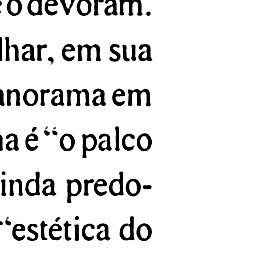 o devoram.
lhar, em sua
anorama em
na é “o palco
inda predo-
“estética do